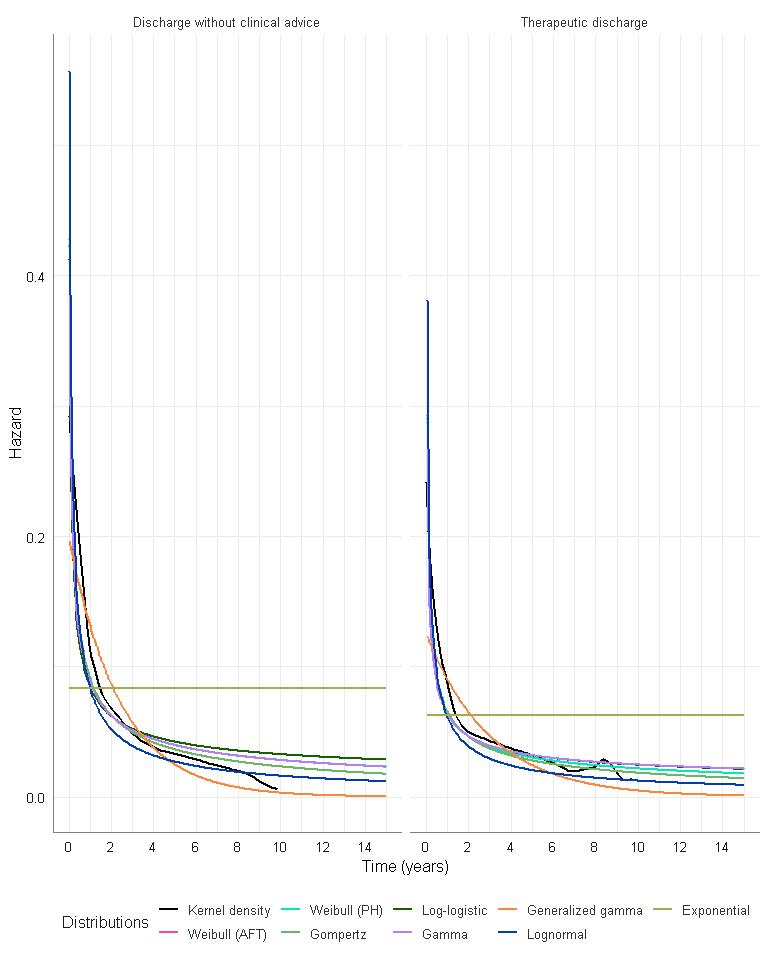 Discharge without clinical advice
Therapeutic discharge
Hazard
0.4
0.2
0.0
0 2 4 6 8 10 12 14
0 2 4 6 8 10 12 14
Time (years)
Distributions
Kernel density
Weibull (PH)
Log-logistic
Generalized gamma
Exponential
Weibull (AFT)
Gompertz
Gamma
Lognormal